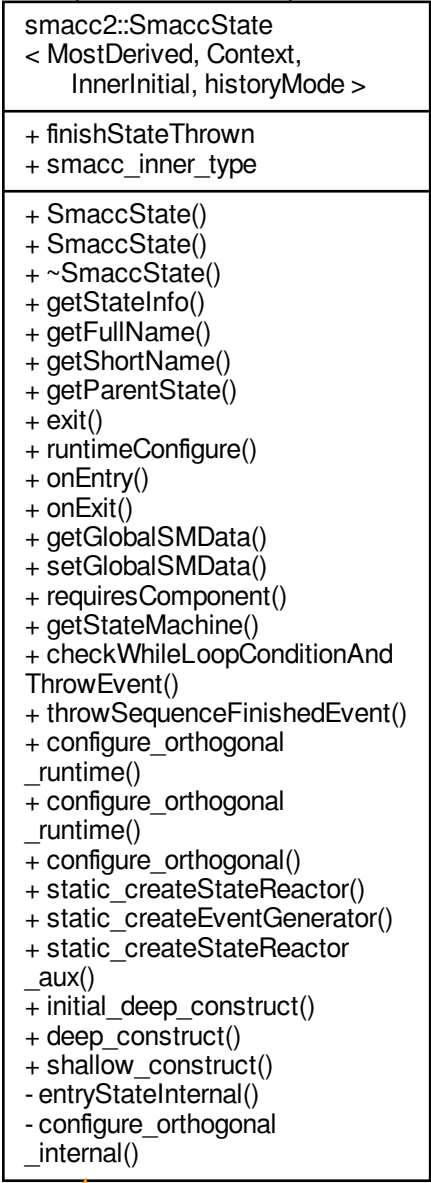 smacc2::SmaccState
< MostDerived, Context,
InnerInitial, historyMode >
+ finishStateThrown
+ smacc_inner_type
+ SmaccState()
+ SmaccState()
+ ~SmaccState()
+ getStateInfo()
+ getFullName()
+ getShortName()
+ getParentState()
+ exit()
+ runtimeConfigure()
+ onEntry()
+ onExit()
+ getGlobalSMData()
+ setGlobalSMData()
+ requiresComponent()
+ getStateMachine()
+ checkWhileLoopConditionAnd
ThrowEvent()
+ throwSequenceFinishedEvent()
+ configure_orthogonal
_runtime()
+ configure_orthogonal
_runtime()
+ configure_orthogonal()
+ static_createStateReactor()
+ static_createEventGenerator()
+ static_createStateReactor
_aux()
+ initial_deep_construct()
+ deep_construct()
+ shallow_construct()
- entryStateInternal()
- configure_orthogonal
_internal()